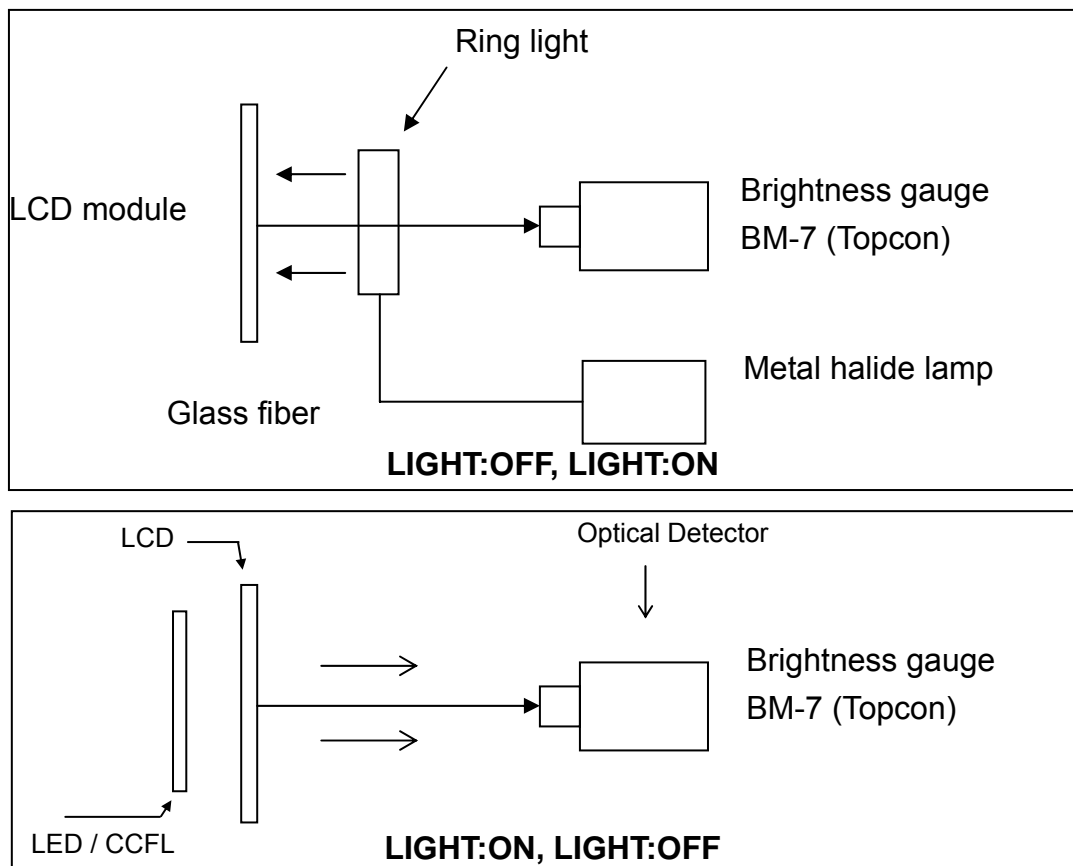 Ring light
LCD module
Brightness gauge
BM-7 (Topcon)
Metal halide lamp
Glass fiber
LIGHT:OFF, LIGHT:ON
LCD
Optical Detector
Brightness gauge
BM-7 (Topcon)
LED / CCFL
LIGHT:ON, LIGHT:OFF